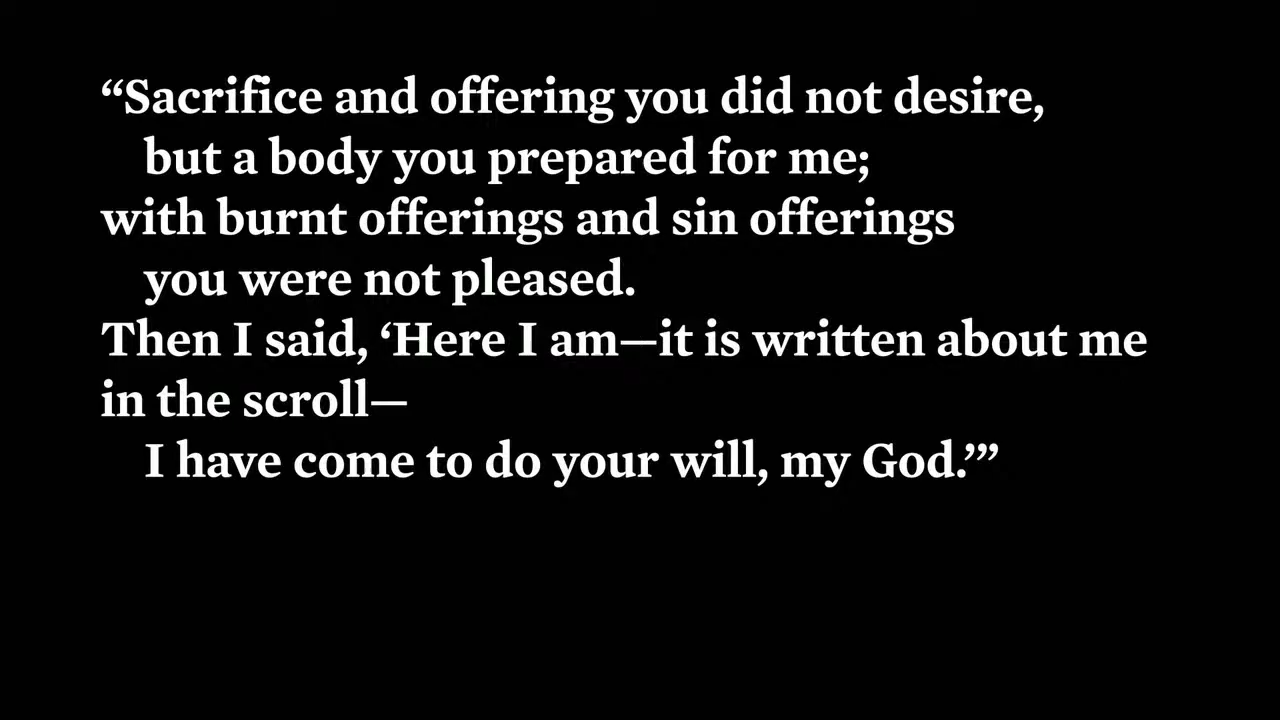 “Sacrifice and offering you did not desire,
but a body you prepared for me;
with burnt offerings and sin offerings
you were not pleased.
Then I said, ‘Here I am—it is written about me
in the scroll—
I have come to do your will, my God.’”